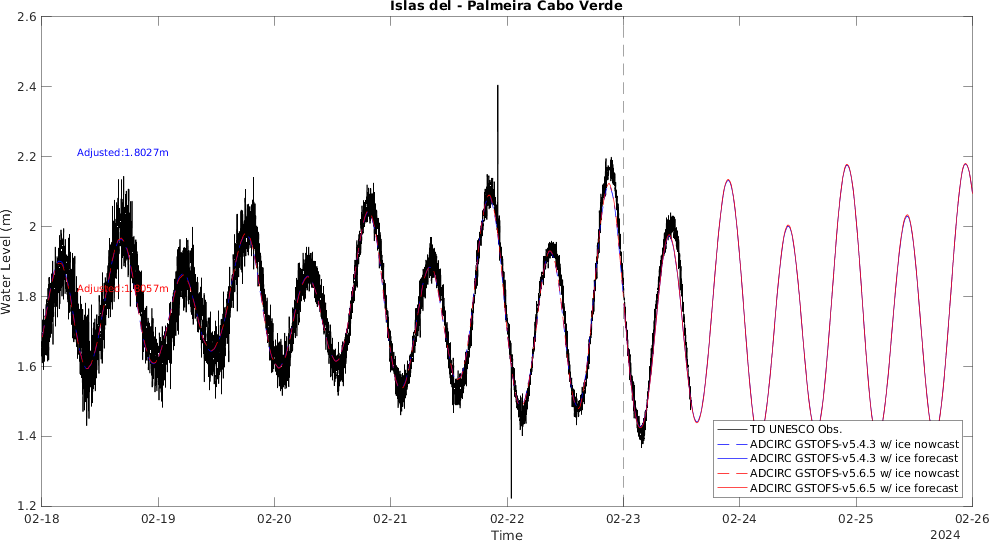 Islas del - Palmeira Cabo Verde
2.6
2.4
2.2
2
1.8
1.6
1.4
1.2
Water Level (m)
Adjusted:1.8027m
02-18
02-19
02-20
02-21
02-22
02-23
02-24
02-25
02-26
Time
2024
TD UNESCO Obs.
ADCIRC GSTOFS-v5.4.3 w/ ice nowcast
ADCIRC GSTOFS-v5.4.3 w/ ice forecast
ADCIRC GSTOFS-v5.6.5 w/ ice nowcast
ADCIRC GSTOFS-v5.6.5 w/ ice forecast